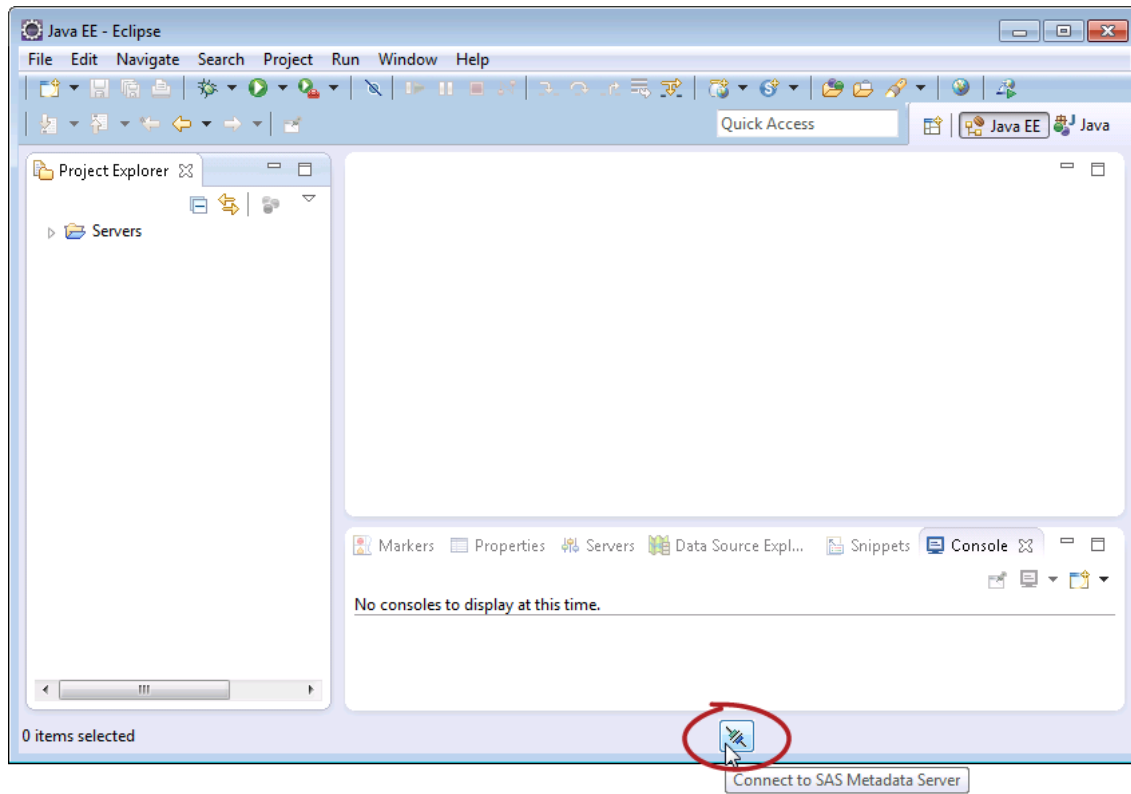 Java EE - Eclipse
File Edit Navigate Search Project Run Window Help
Quick Access
Java EE
Java
Project Explorer
Servers
Markers Properties Servers Data Source Expl... Snippets Console
No consoles to display at this time.
0 items selected
Connect to SAS Metadata Server